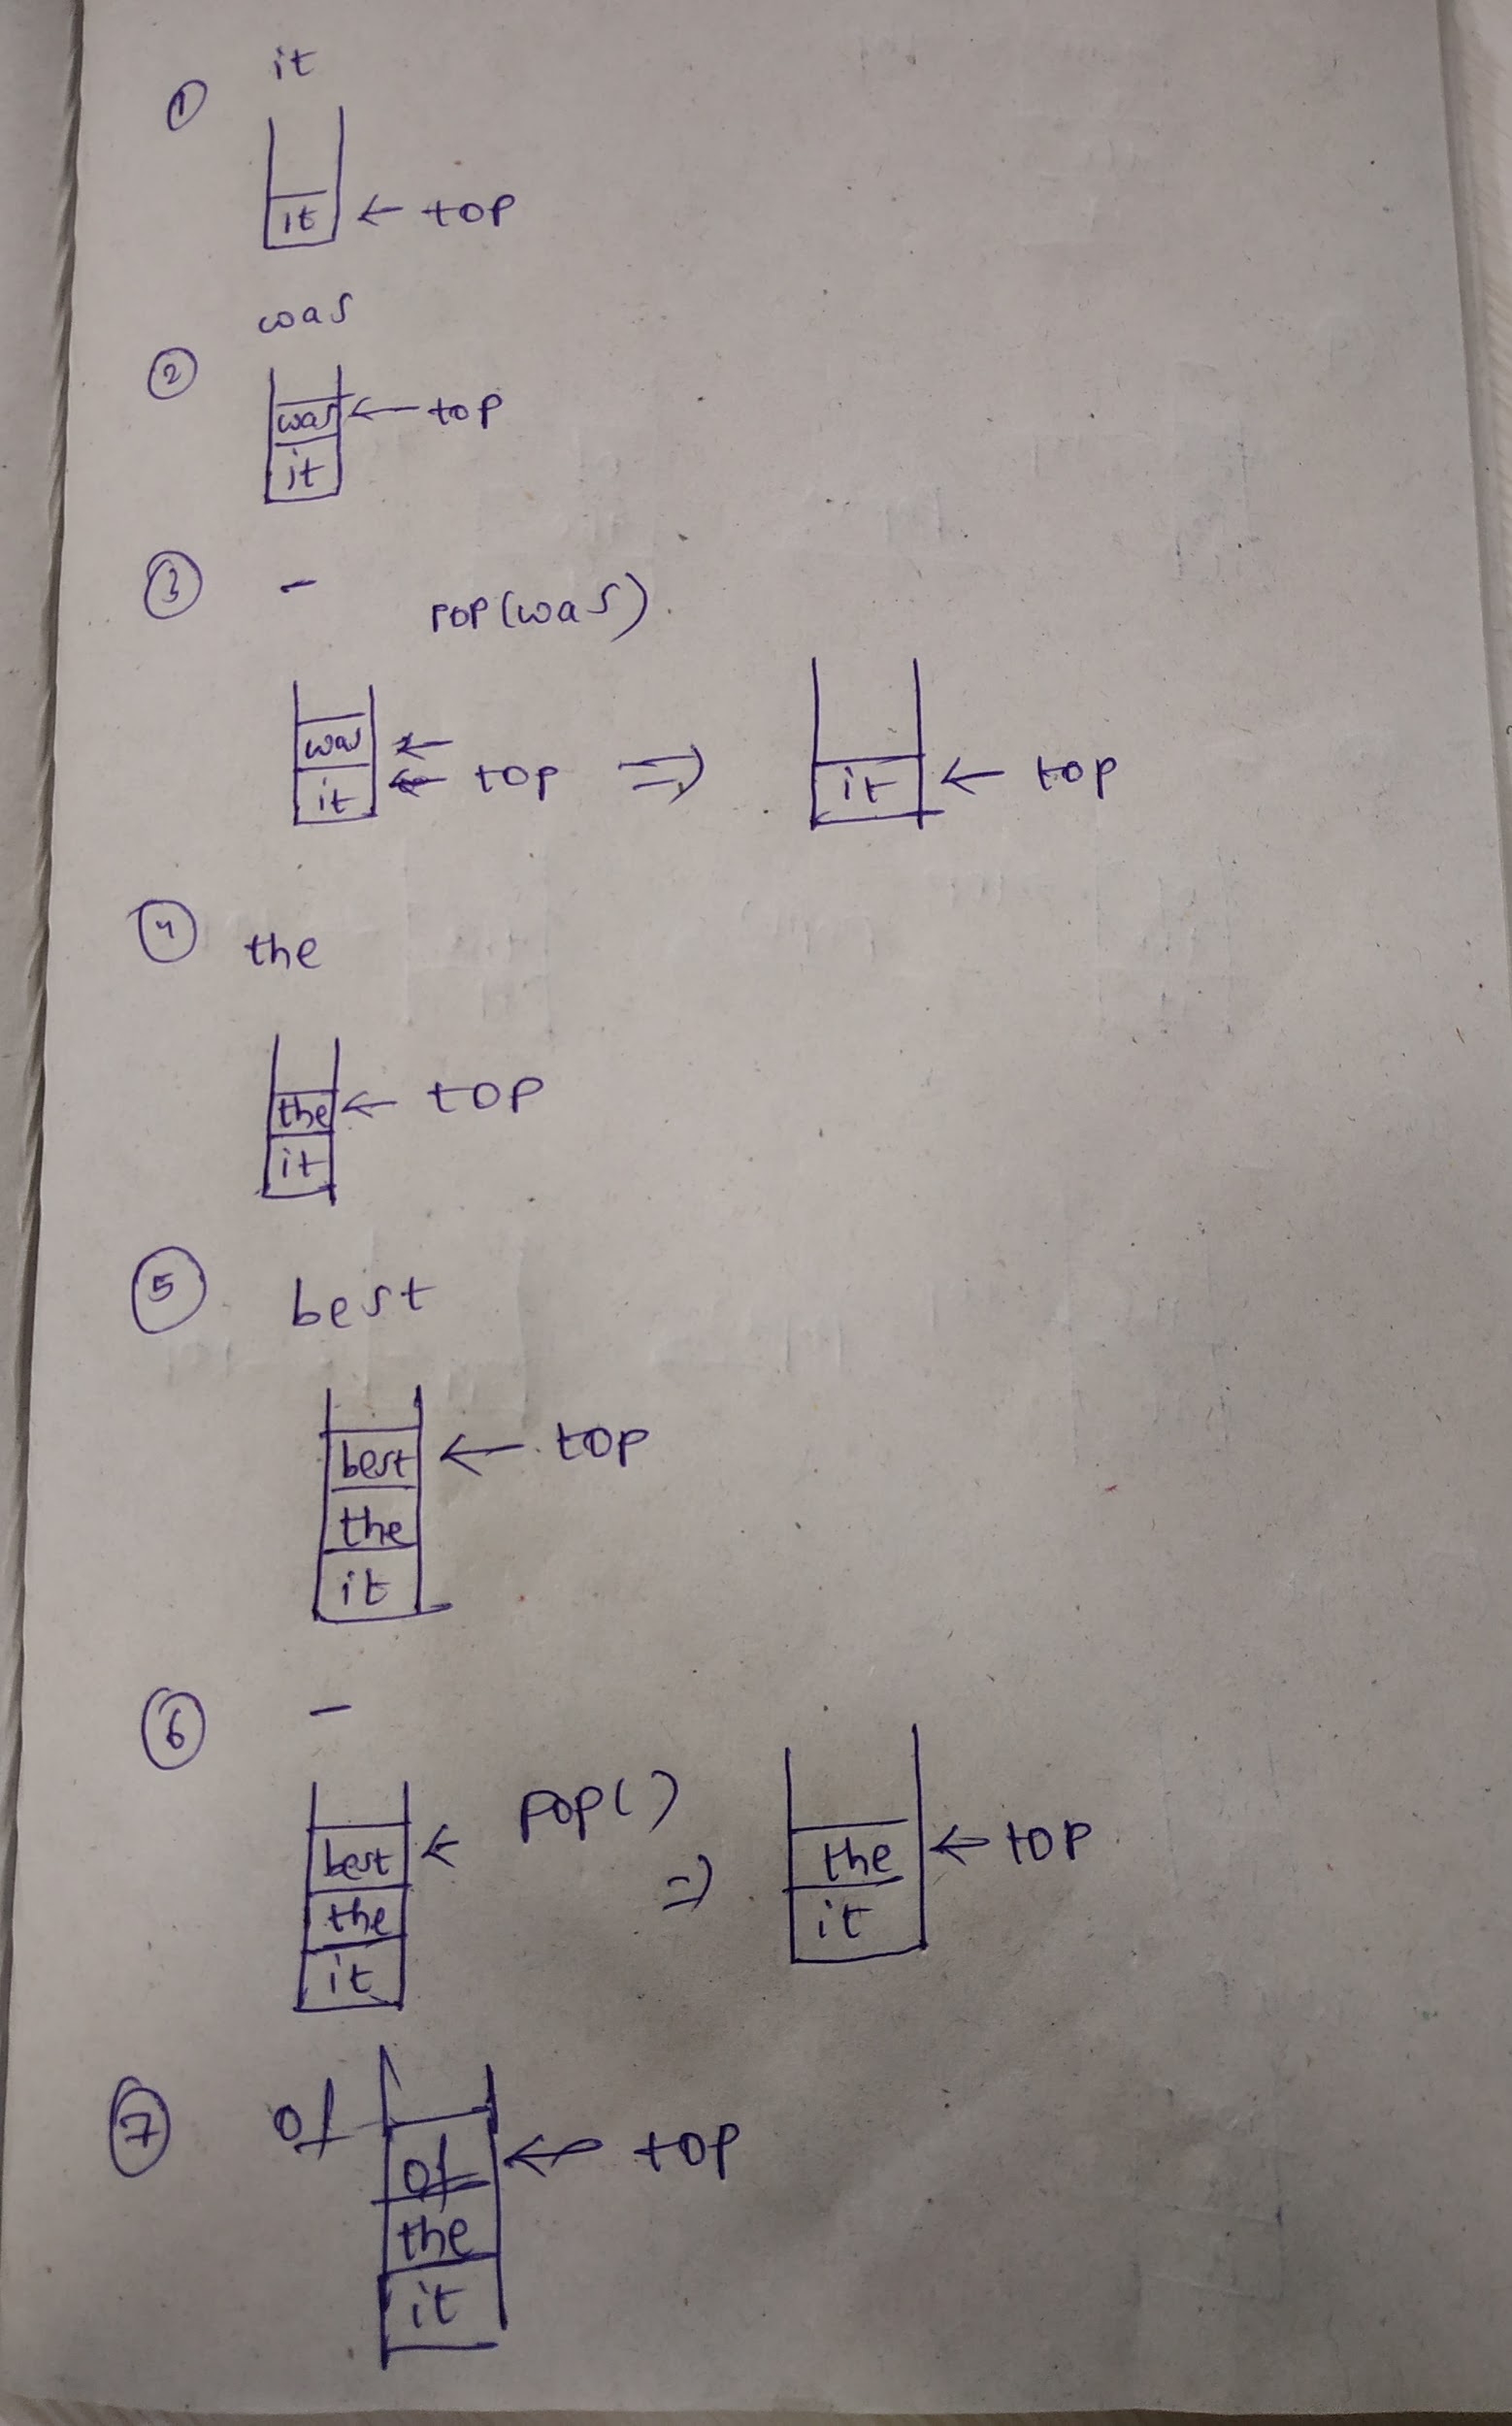 it
①
it ← top
was
②
was ← top
it
③ –
pop(was).
was ←
it ← top ⇒ it ← top
④ the
the ← top
it
⑤ best
best ← top
the
it
⑥ –
best ← pop() ⇒ the ← top
the it
it
⑦ of
of ← top
the
it